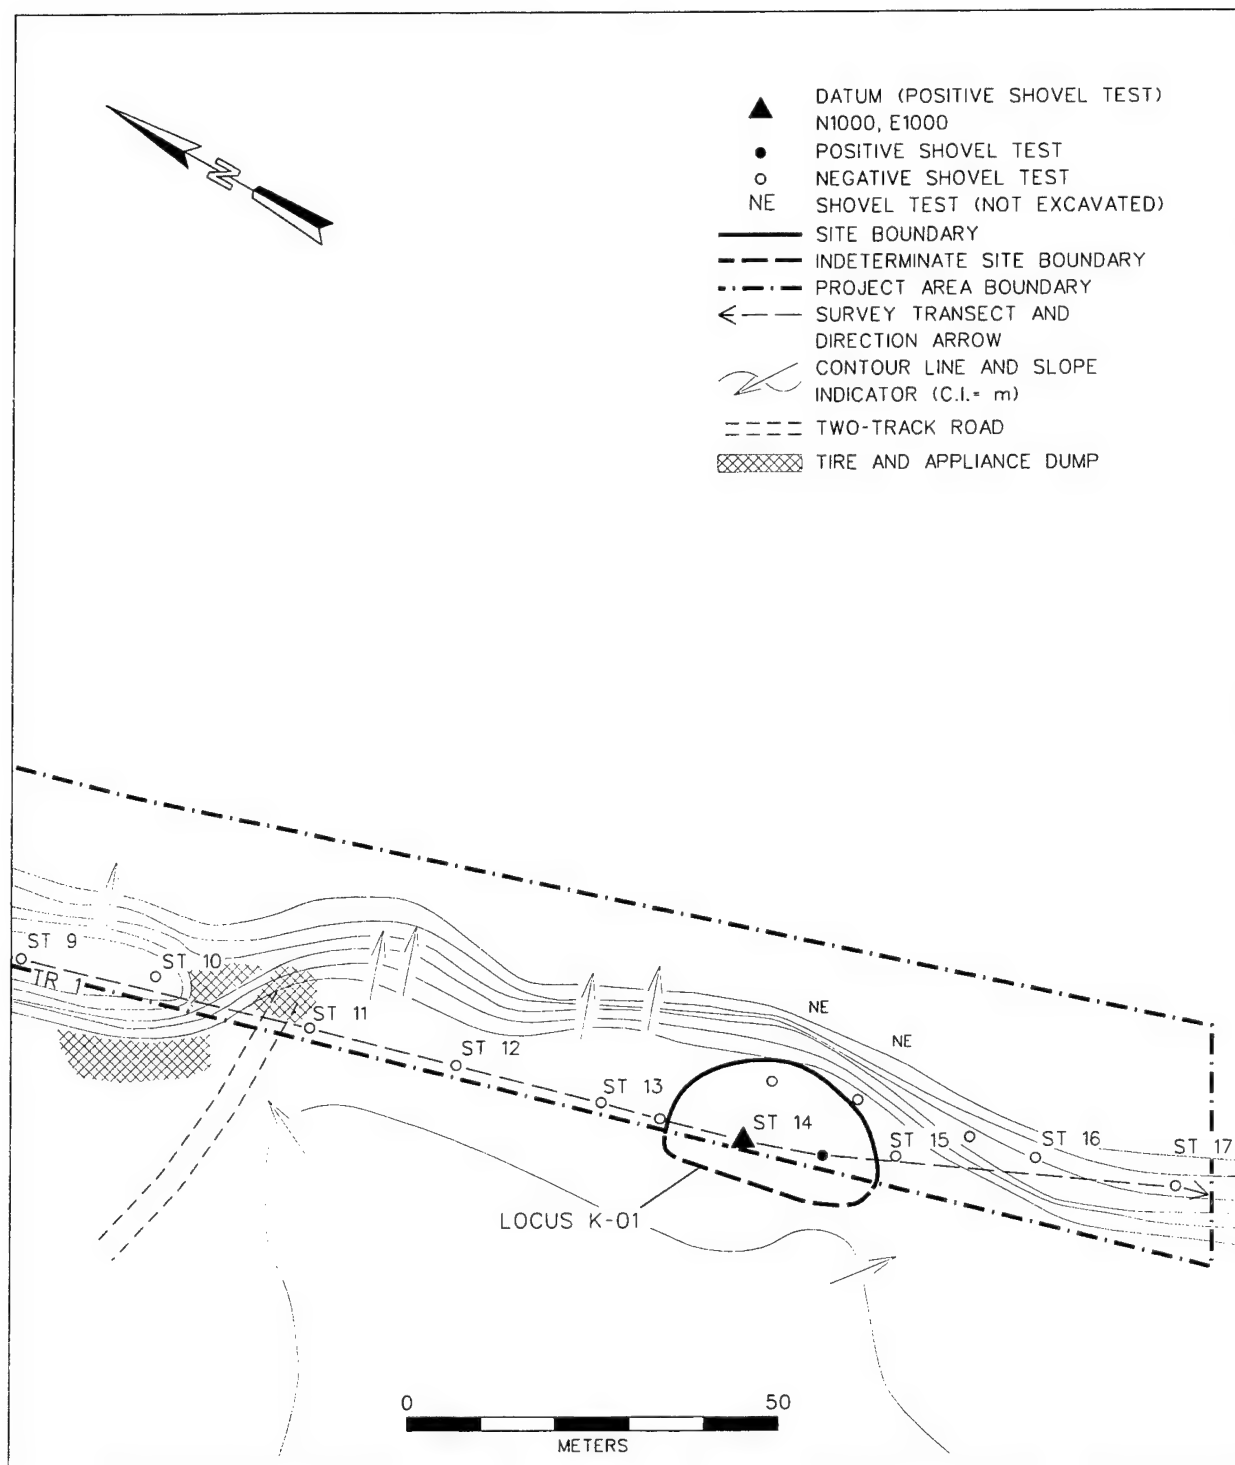 N
DATUM (POSITIVE SHOVEL TEST)
N1000, E1000
POSITIVE SHOVEL TEST
NEGATIVE SHOVEL TEST
NE SHOVEL TEST (NOT EXCAVATED)
SITE BOUNDARY
INDETERMINATE SITE BOUNDARY
PROJECT AREA BOUNDARY
SURVEY TRANSECT AND
DIRECTION ARROW
CONTOUR LINE AND SLOPE
INDICATOR (C.I.= m)
TWO-TRACK ROAD
TIRE AND APPLIANCE DUMP
ST 9
ST 10
TR 1
ST 11
ST 12
ST 13
ST 14
NE
NE
ST 15
ST 16
ST 17
LOCUS K-01
0 50
METERS